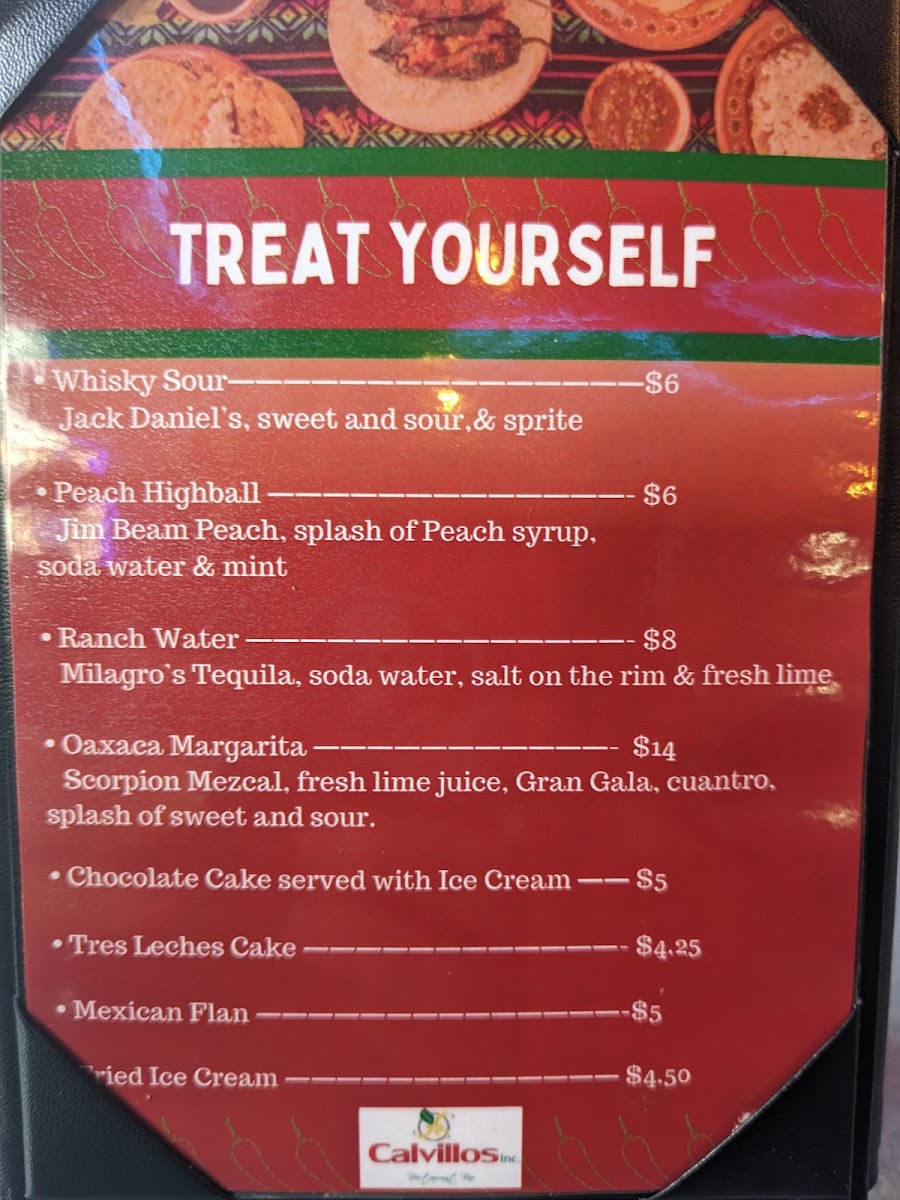 TREAT YOURSELF
• Whisky Sour———————————————$6
Jack Daniel's, sweet and sour,& sprite
• Peach Highball —————————————- $6
Jim Beam Peach, splash of Peach syrup,
soda water & mint
• Ranch Water ——————————————- $8
Milagro's Tequila, soda water, salt on the rim & fresh lime
• Oaxaca Margarita ———————————- $14
Scorpion Mezcal, fresh lime juice, Gran Gala, cuantro,
splash of sweet and sour.
• Chocolate Cake served with Ice Cream —— $5
• Tres Leches Cake ————————————- $4.25
• Mexican Flan —————————————-$5
Fried Ice Cream ————————————— $4.50
Calvillos Inc.
Restaurant Bar